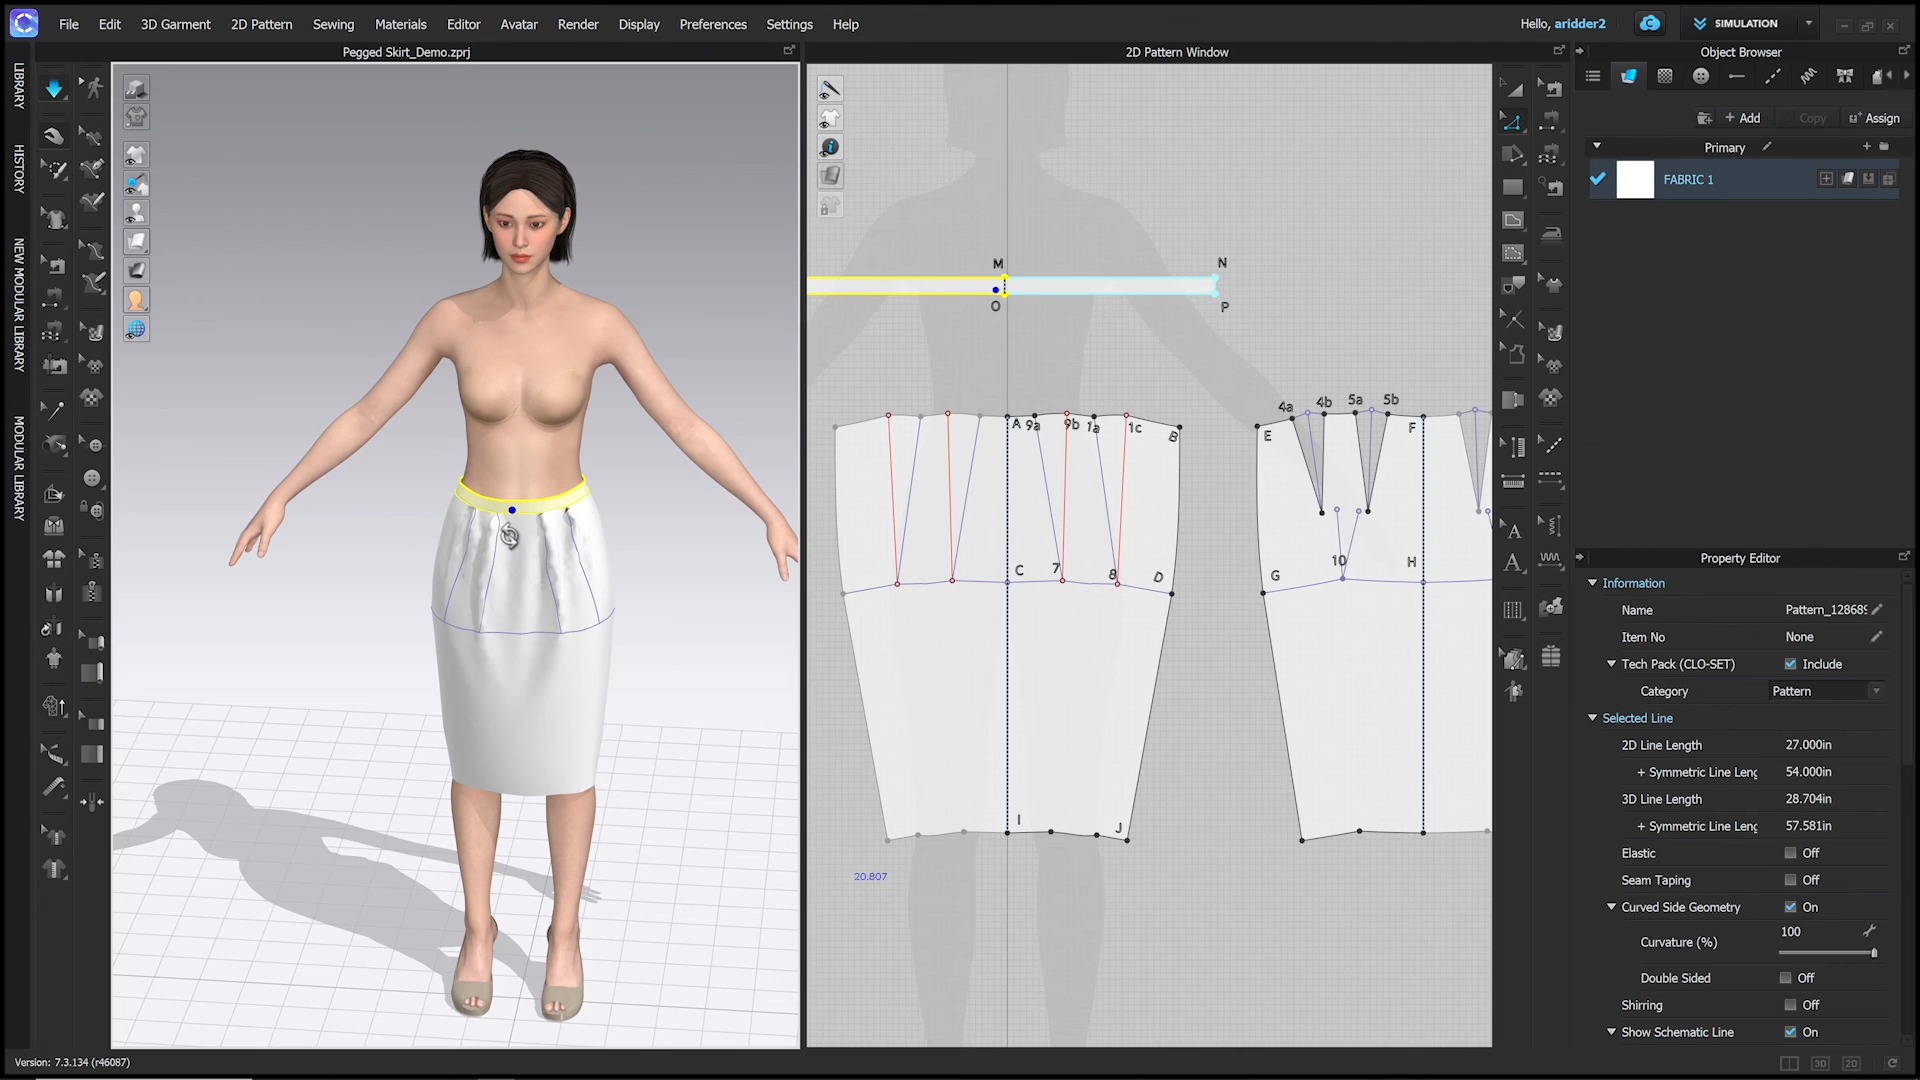 File Edit 3D Garment 2D Pattern Sewing Materials Editor Avatar Render Display Preferences Settings Help Hello, aridder2 SIMULATION
Pegged Skirt_Demo.zprj
2D Pattern Window
Object Browser
LIBRARY
HISTORY
NEW MODULAR LIBRARY
MODULAR LIBRARY
+ Add Copy Assign
Primary
FABRIC 1
M N
O P
4a 4b 5a 5b
A 9a 9b 1a 1c B E F
C 7 8 D G 10 H
I J
20.807
A
A
Property Editor
Information
Name Pattern_12868
Item No None
Tech Pack (CLO-SET) Include
Category Pattern
Selected Line
2D Line Length 27.000in
+ Symmetric Line Leng 54.000in
3D Line Length 28.704in
+ Symmetric Line Leng 57.581in
Elastic Off
Seam Taping Off
Curved Side Geometry On
Curvature (%) 100
Double Sided Off
Shirring Off
Show Schematic Line On
Version: 7.3.134 (r46087)
3D 2D